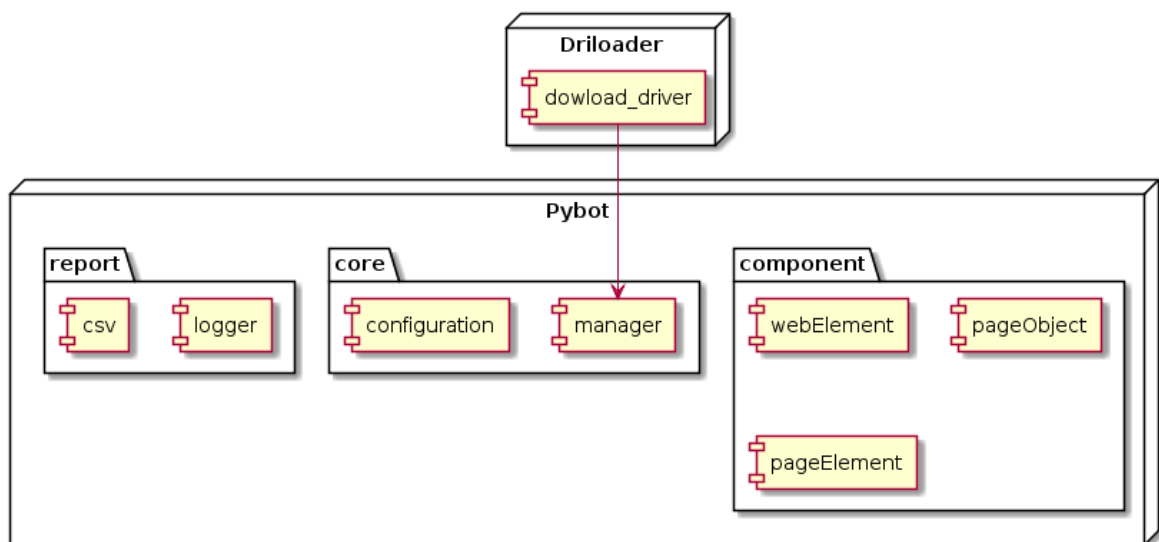 Driloader
dowload_driver
Pybot
report
csv
logger
core
configuration
manager
component
webElement
pageObject
pageElement